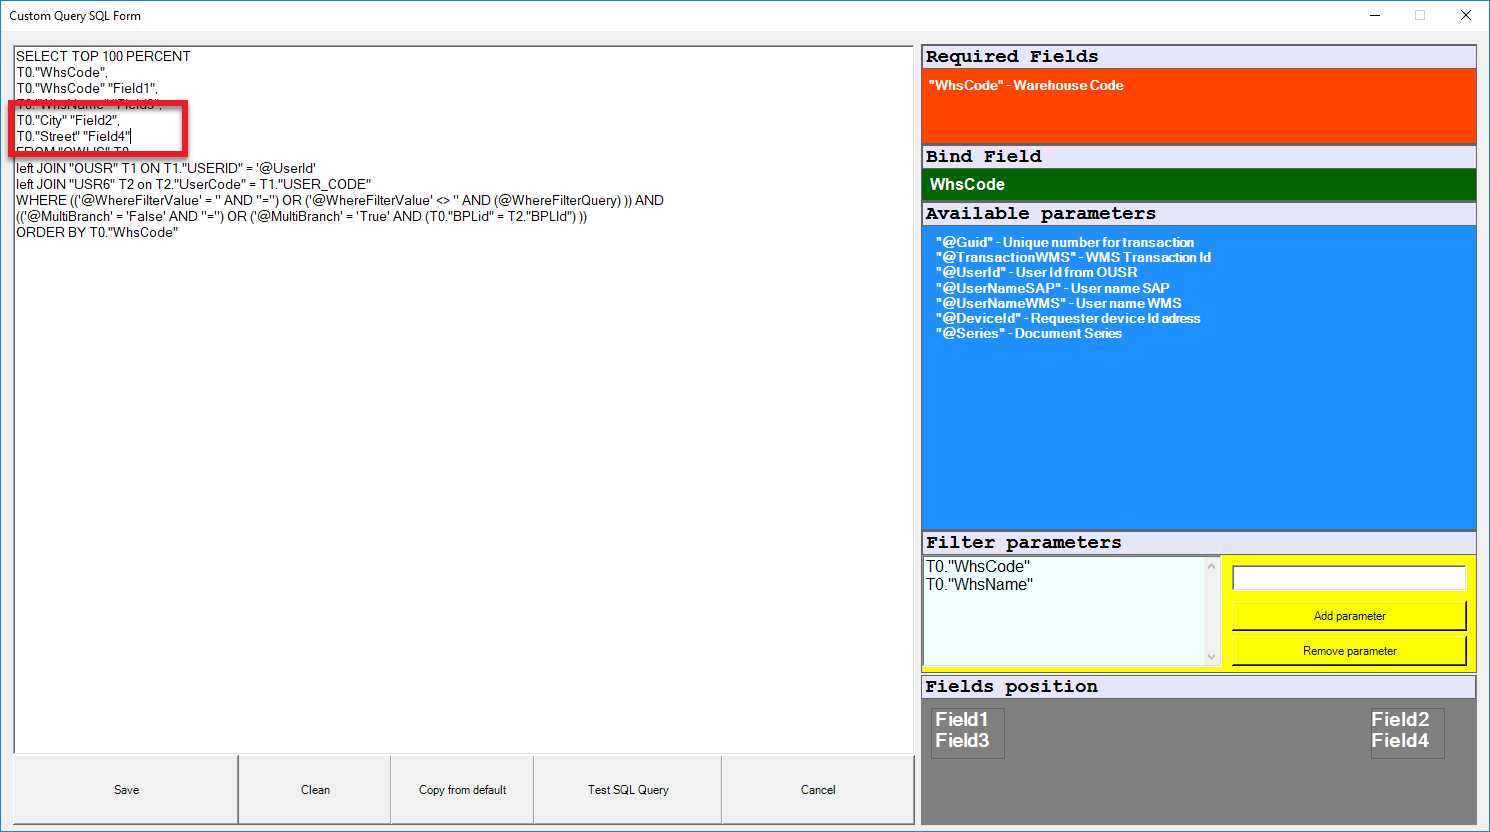 Custom Query SQL Form
SELECT TOP 100 PERCENT
T0."WhsCode",
T0."WhsCode" "Field1",
T0."WhsName" "Field3",
T0."City" "Field2",
T0."Street" "Field4"
FROM "OWHS" T0
left JOIN "OUSR" T1 ON T1."USERID" = '@UserId'
left JOIN "USR6" T2 on T2."UserCode" = T1."USER_CODE"
WHERE (('@WhereFilterValue' = '' AND ''='') OR ('@WhereFilterValue' <> '' AND (@WhereFilterQuery) )) AND
(('@MultiBranch' = 'False' AND ''='') OR ('@MultiBranch' = 'True' AND (T0."BPLid" = T2."BPLId") ))
ORDER BY T0."WhsCode"
Save
Clean
Copy from default
Test SQL Query
Cancel
Required Fields
"WhsCode" - Warehouse Code
Bind Field
WhsCode
Available parameters
"@Guid" - Unique number for transaction
"@TransactionWMS" - WMS Transaction Id
"@UserId" - User Id from OUSR
"@UserNameSAP" - User name SAP
"@UserNameWMS" - User name WMS
"@DeviceId" - Requester device Id adress
"@Series" - Document Series
Filter parameters
T0."WhsCode"
T0."WhsName"
Add parameter
Remove parameter
Fields position
Field1
Field3
Field2
Field4